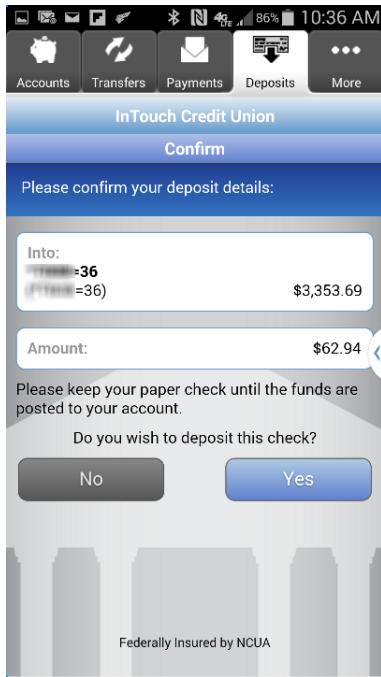 4G LTE 86% 10:36 AM
Accounts Transfers Payments Deposits More
InTouch Credit Union
Confirm
Please confirm your deposit details:
Into:
=36
=36) $3,353.69
Amount: $62.94
Please keep your paper check until the funds are
posted to your account.
Do you wish to deposit this check?
No Yes
Federally Insured by NCUA